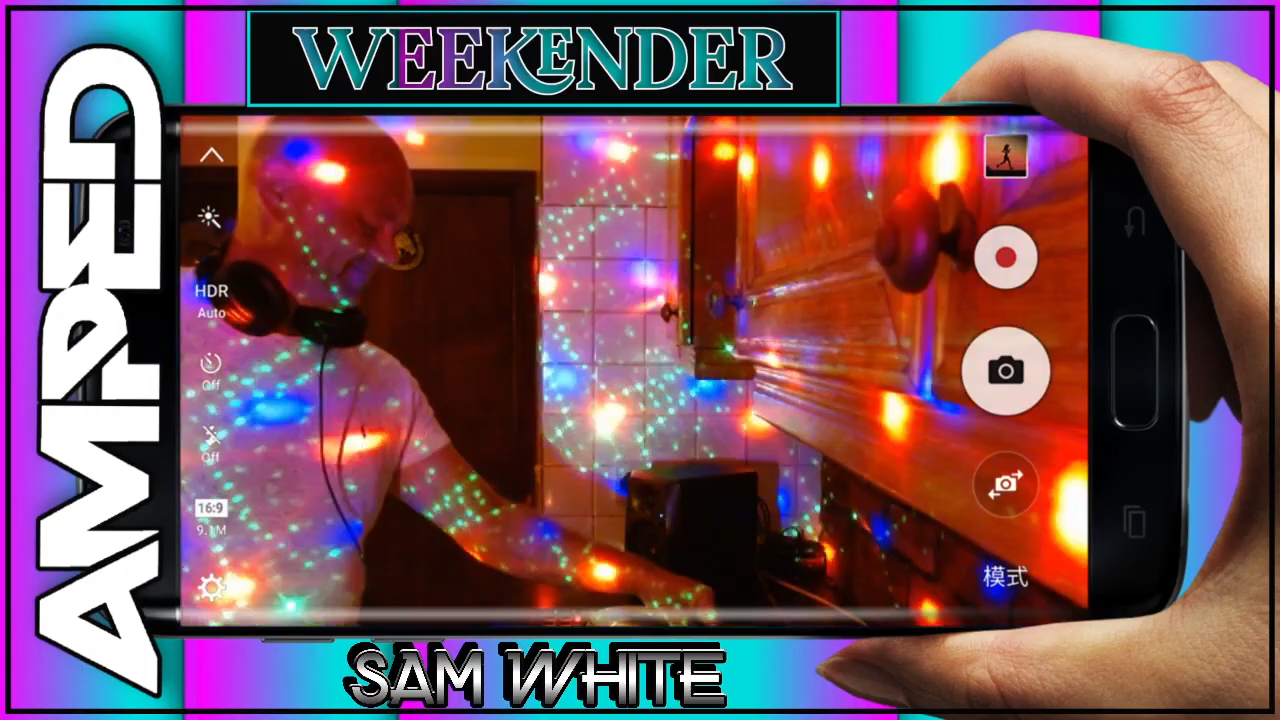 WEEKENDER
AMPED
HDR
Auto
Off
Off
16:9
9.1M
模式
SAM WHITE